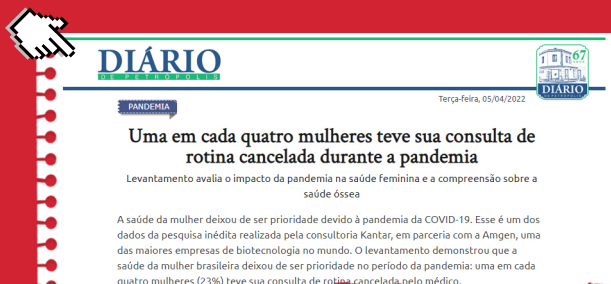 DIÁRIO
DE PETRÓPOLIS
67
DIÁRIO
Terça-feira, 05/04/2022
PANDEMIA
Uma em cada quatro mulheres teve sua consulta de
rotina cancelada durante a pandemia
Levantamento avalia o impacto da pandemia na saúde feminina e a compreensão sobre a
saúde óssea
A saúde da mulher deixou de ser prioridade devido à pandemia da COVID-19. Esse é um dos
dados da pesquisa inédita realizada pela consultoria Kantar, em parceria com a Amgen, uma
das maiores empresas de biotecnologia no mundo. O levantamento demonstrou que a
saúde da mulher brasileira deixou de ser prioridade no período da pandemia: uma em cada
quatro mulheres (23%) teve sua consulta de rotina cancelada pelo médico.